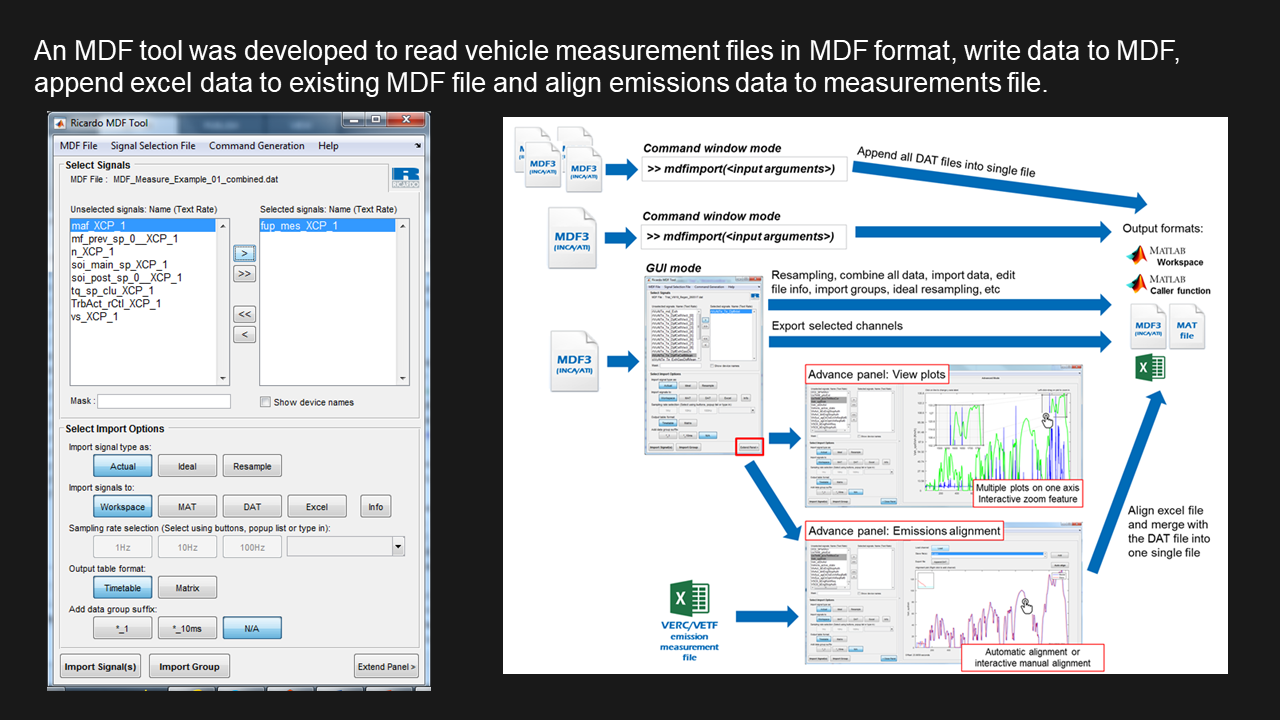 An MDF tool was developed to read vehicle measurement files in MDF format, write data to MDF,
append excel data to existing MDF file and align emissions data to measurements file.
Ricardo MDF Tool
MDF File Signal Selection File Command Generation Help
Select Signals
MDF File : MDF_Measure_Example_01_combined.dat
Unselected signals: Name (Text Rate)
Selected signals: Name (Text Rate)
maf_XCP_1
mf_prev_sp_0__XCP_1
n_XCP_1
soi_main_sp_XCP_1
soi_post_sp_0__XCP_1
tq_sp_clu_XCP_1
TrbAct_rCtl_XCP_1
vs_XCP_1
fup_mes_XCP_1
>
>>
<<
<
Mask :
Show device names
Select Import Options
Import signal type as:
Actual Ideal Resample
Import signals to:
Workspace MAT DAT Excel Info
Sampling rate selection (Select using buttons, popup list or type in):
1Hz 10Hz 100Hz
Output table format:
Timetable Matrix
Add data group suffix:
*_1 *_10ms N/A
Import Signal(s) Import Group Extend Panel >
MDF3
(INCA/ATI)
MDF3
(INCA/ATI)
Command window mode
>> mdfimport(<input arguments>)
Append all DAT files into single file
MDF3
(INCA/ATI)
Command window mode
>> mdfimport(<input arguments>)
Output formats:
MATLAB
Workspace
MATLAB
Caller function
MDF3
(INCA/ATI)
MAT
file
GUI mode
MDF3
(INCA/ATI)
Resampling, combine all data, import data, edit
file info, import groups, ideal resampling, etc
Export selected channels
Advance panel: View plots
Multiple plots on one axis
Interactive zoom feature
Advance panel: Emissions alignment
Automatic alignment or
interactive manual alignment
Align excel file
and merge with
the DAT file into
one single file
VERC/VETF
emission
measurement
file